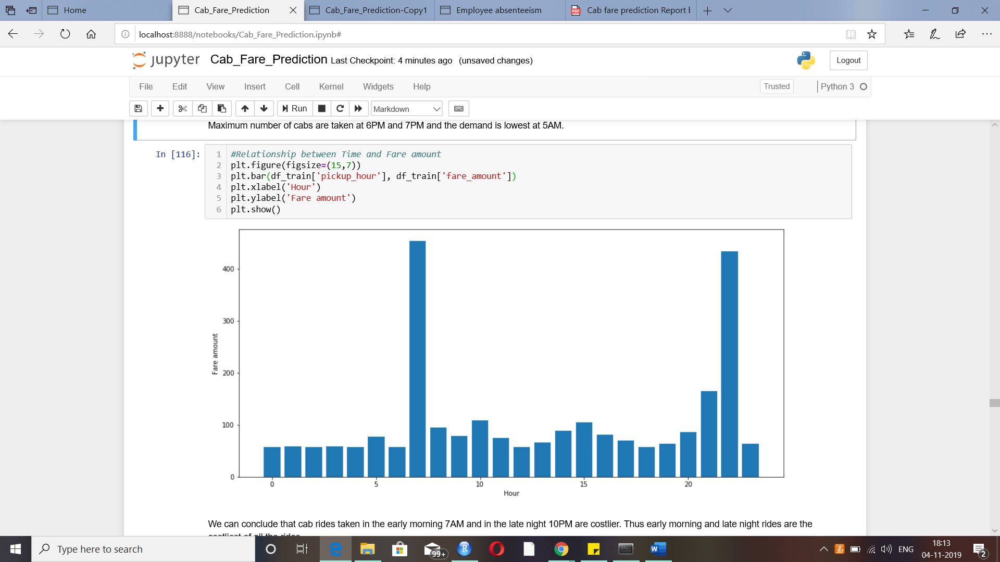 Home
Cab_Fare_Prediction
Cab_Fare_Prediction-Copy1
Employee absenteeism
PDF
Cab fare prediction Report
localhost:8888/notebooks/Cab_Fare_Prediction.ipynb#
jupyter
Cab_Fare_Prediction Last Checkpoint: 4 minutes ago (unsaved changes)
Logout
File Edit View Insert Cell Kernel Widgets Help
Trusted
Python 3
Run
Markdown
Maximum number of cabs are taken at 6PM and 7PM and the demand is lowest at 5AM.
In [116]:
1 #Relationship between Time and Fare amount
2 plt.figure(figsize=(15,7))
3 plt.bar(df_train['pickup_hour'], df_train['fare_amount'])
4 plt.xlabel('Hour')
5 plt.ylabel('Fare amount')
6 plt.show()
400
300
200
100
0
Fare amount
0 5 10 15 20
Hour
We can conclude that cab rides taken in the early morning 7AM and in the late night 10PM are costlier. Thus early morning and late night rides are the
costliest of all the rides
Type here to search
99+
R
W
ENG
18:13
04-11-2019
2